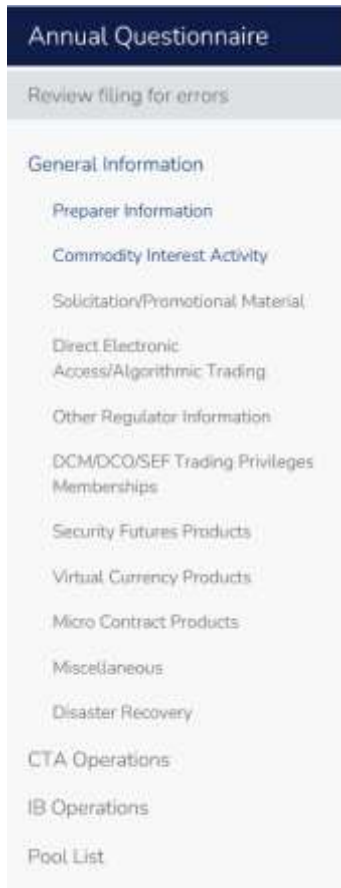 Annual Questionnaire
Review filing for errors
General Information
Preparer Information
Commodity Interest Activity
Solicitation/Promotional Material
Direct Electronic
Access/Algorithmic Trading
Other Regulator Information
DCM/DCO/SEF Trading Privileges
Memberships
Security Futures Products
Virtual Currency Products
Micro Contract Products
Miscellaneous
Disaster Recovery
CTA Operations
IB Operations
Pool List